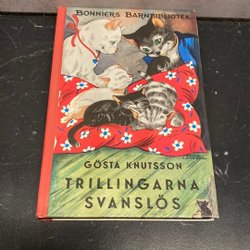 BONNIERS BARNBIBLIOTEK
GÖSTA KNUTSSON
TRILLINGARNA
SVANSLÖS